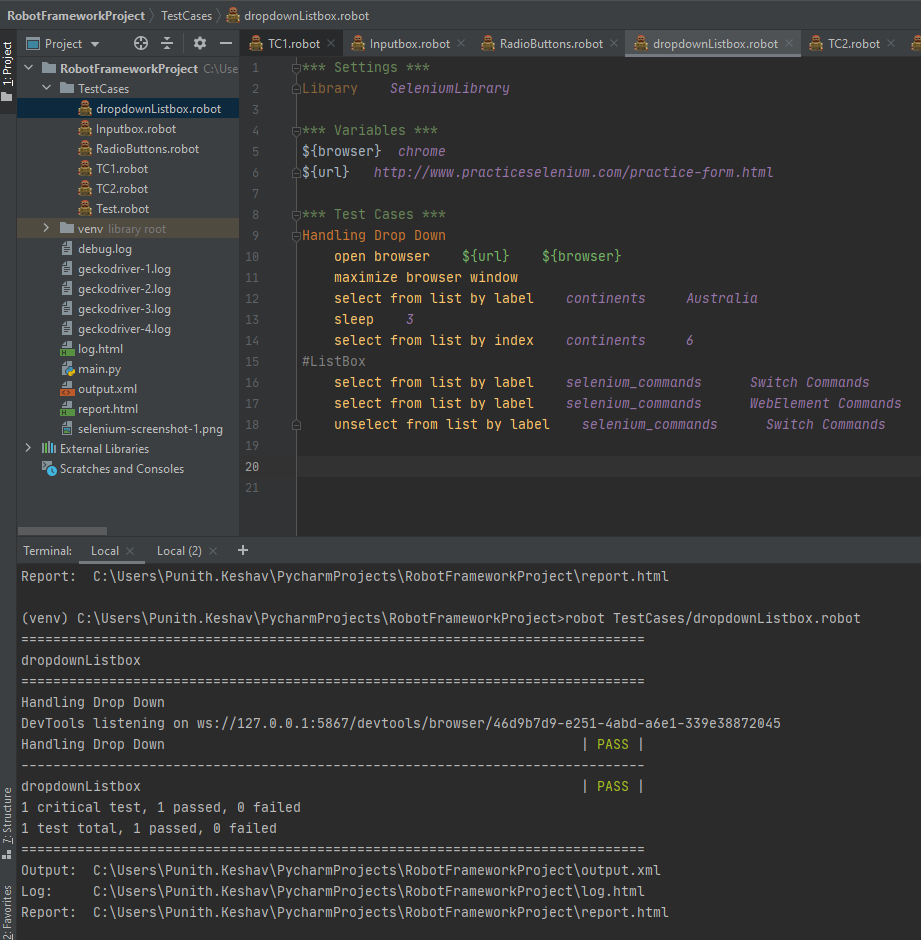 RobotFrameworkProject TestCases dropdownListbox.robot
1: Project
Project
TC1.robot Inputbox.robot RadioButtons.robot dropdownListbox.robot TC2.robot
RobotFrameworkProject C:\Use
TestCases
dropdownListbox.robot
Inputbox.robot
RadioButtons.robot
TC1.robot
TC2.robot
Test.robot
venv library root
debug.log
geckodriver-1.log
geckodriver-2.log
geckodriver-3.log
geckodriver-4.log
log.html
main.py
output.xml
report.html
selenium-screenshot-1.png
External Libraries
Scratches and Consoles
1 *** Settings ***
2 Library    SeleniumLibrary
3
4 *** Variables ***
5 ${browser}  chrome
6 ${url}   http://www.practiceselenium.com/practice-form.html
7
8 *** Test Cases ***
9 Handling Drop Down
10     open browser    ${url}    ${browser}
11     maximize browser window
12     select from list by label    continents     Australia
13     sleep    3
14     select from list by index    continents     6
15 #ListBox
16     select from list by label    selenium_commands      Switch Commands
17     select from list by label    selenium_commands      WebElement Commands
18     unselect from list by label    selenium_commands      Switch Commands
19
20
21
Terminal: Local Local (2) +
Report:  C:\Users\Punith.Keshav\PycharmProjects\RobotFrameworkProject\report.html
(venv) C:\Users\Punith.Keshav\PycharmProjects\RobotFrameworkProject>robot TestCases/dropdownListbox.robot
==============================================================================
dropdownListbox
==============================================================================
Handling Drop Down
DevTools listening on ws://127.0.0.1:5867/devtools/browser/46d9b7d9-e251-4abd-a6e1-339e38872045
Handling Drop Down                                                    | PASS |
------------------------------------------------------------------------------
dropdownListbox                                                       | PASS |
1 critical test, 1 passed, 0 failed
1 test total, 1 passed, 0 failed
==============================================================================
Output:  C:\Users\Punith.Keshav\PycharmProjects\RobotFrameworkProject\output.xml
Log:     C:\Users\Punith.Keshav\PycharmProjects\RobotFrameworkProject\log.html
Report:  C:\Users\Punith.Keshav\PycharmProjects\RobotFrameworkProject\report.html
7: Structure
2: Favorites